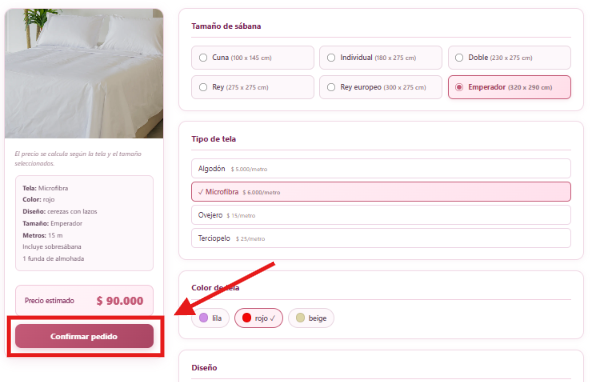 El precio se calcula según la tela y el tamaño
seleccionados.
Tela: Microfibra
Color: rojo
Diseño: cerezas con lazos
Tamaño: Emperador
Metros: 15 m
Incluye sobresábana
1 funda de almohada
Precio estimado $ 90.000
Confirmar pedido
Tamaño de sábana
Cuna (100 x 145 cm)
Individual (180 x 275 cm)
Doble (230 x 275 cm)
Rey (275 x 275 cm)
Rey europeo (300 x 275 cm)
Emperador (320 x 290 cm)
Tipo de tela
Algodón $ 5.000/metro
✓ Microfibra $ 6.000/metro
Ovejero $ 15/metro
Terciopelo $ 25/metro
Color de tela
lila
rojo ✓
beige
Diseño